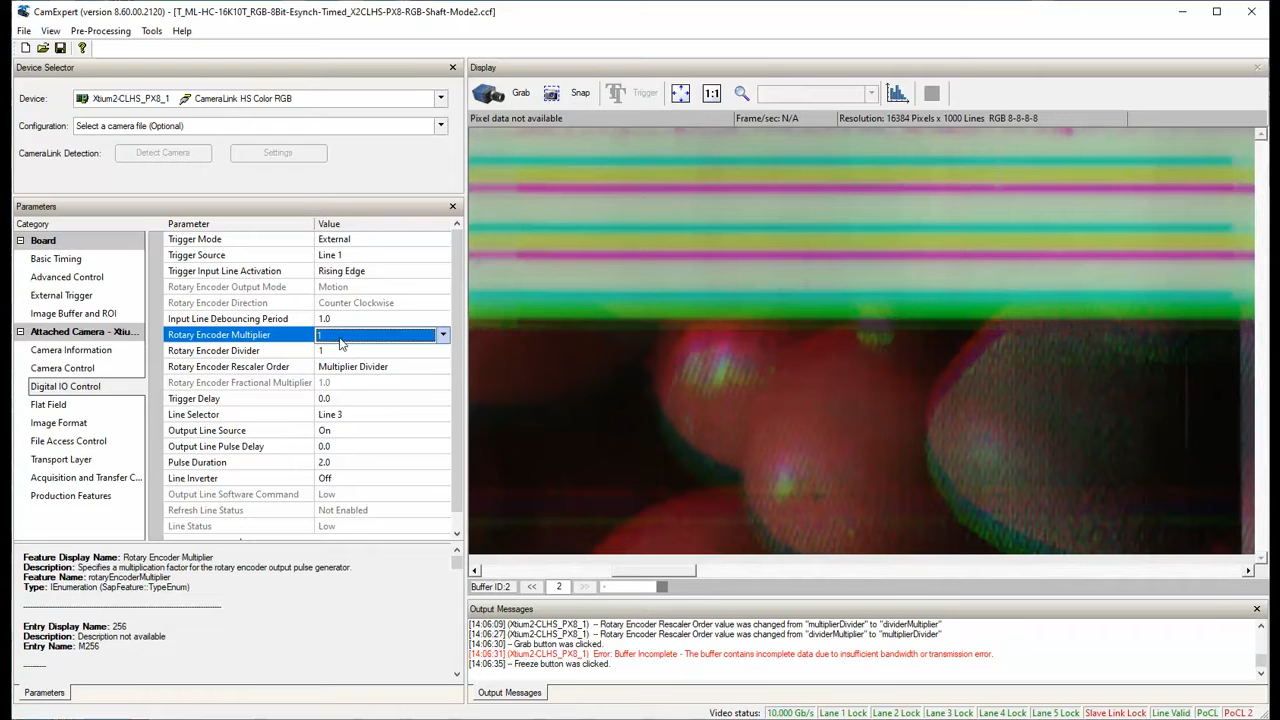 CamExpert (version 8.60.00.2120) - [T_ML-HC-16K10T_RGB-8Bit-Esynch-Timed_X2CLHS-PX8-RGB-Shaft-Mode2.ccf]
File View Pre-Processing Tools Help
Device Selector
Device: Xtium2-CLHS_PX8_1 CameraLink HS Color RGB
Configuration: Select a camera file (Optional)
CameraLink Detection: Detect Camera Settings
Parameters
Category
Board
Basic Timing
Advanced Control
External Trigger
Image Buffer and ROI
Attached Camera - Xtiu...
Camera Information
Camera Control
Digital IO Control
Flat Field
Image Format
File Access Control
Transport Layer
Acquisition and Transfer C...
Production Features
Parameter Value
Trigger Mode External
Trigger Source Line 1
Trigger Input Line Activation Rising Edge
Rotary Encoder Output Mode Motion
Rotary Encoder Direction Counter Clockwise
Input Line Debouncing Period 1.0
Rotary Encoder Multiplier 1
Rotary Encoder Divider 1
Rotary Encoder Rescaler Order Multiplier Divider
Rotary Encoder Fractional Multiplier 1.0
Trigger Delay 0.0
Line Selector Line 3
Output Line Source On
Output Line Pulse Delay 0.0
Pulse Duration 2.0
Line Inverter Off
Output Line Software Command Low
Refresh Line Status Not Enabled
Line Status Low
Feature Display Name: Rotary Encoder Multiplier
Description: Specifies a multiplication factor for the rotary encoder output pulse generator.
Feature Name: rotaryEncoderMultiplier
Type: IEnumeration (SapFeature::TypeEnum)
Entry Display Name: 256
Description: Description not available
Entry Name: M256
Parameters
Display
Grab Snap Trigger 1:1
Pixel data not available Frame/sec: N/A Resolution: 16384 Pixels x 1000 Lines RGB 8-8-8-8
Buffer ID:2 << 2 >>
Output Messages
[14:06:09] (Xtium2-CLHS_PX8_1) -- Rotary Encoder Rescaler Order value was changed from "multiplierDivider" to "dividerMultiplier"
[14:06:27] (Xtium2-CLHS_PX8_1) -- Rotary Encoder Rescaler Order value was changed from "dividerMultiplier" to "multiplierDivider"
[14:06:30] -- Grab button was clicked.
[14:06:31] (Xtium2-CLHS_PX8_1) Error: Buffer Incomplete - The buffer contains incomplete data due to insufficient bandwidth or transmission error.
[14:06:35] -- Freeze button was clicked.
Output Messages
Video status: 10.000 Gb/s Lane 1 Lock Lane 2 Lock Lane 3 Lock Lane 4 Lock Lane 5 Lock Slave Link Lock Line Valid PoCL PoCL 2